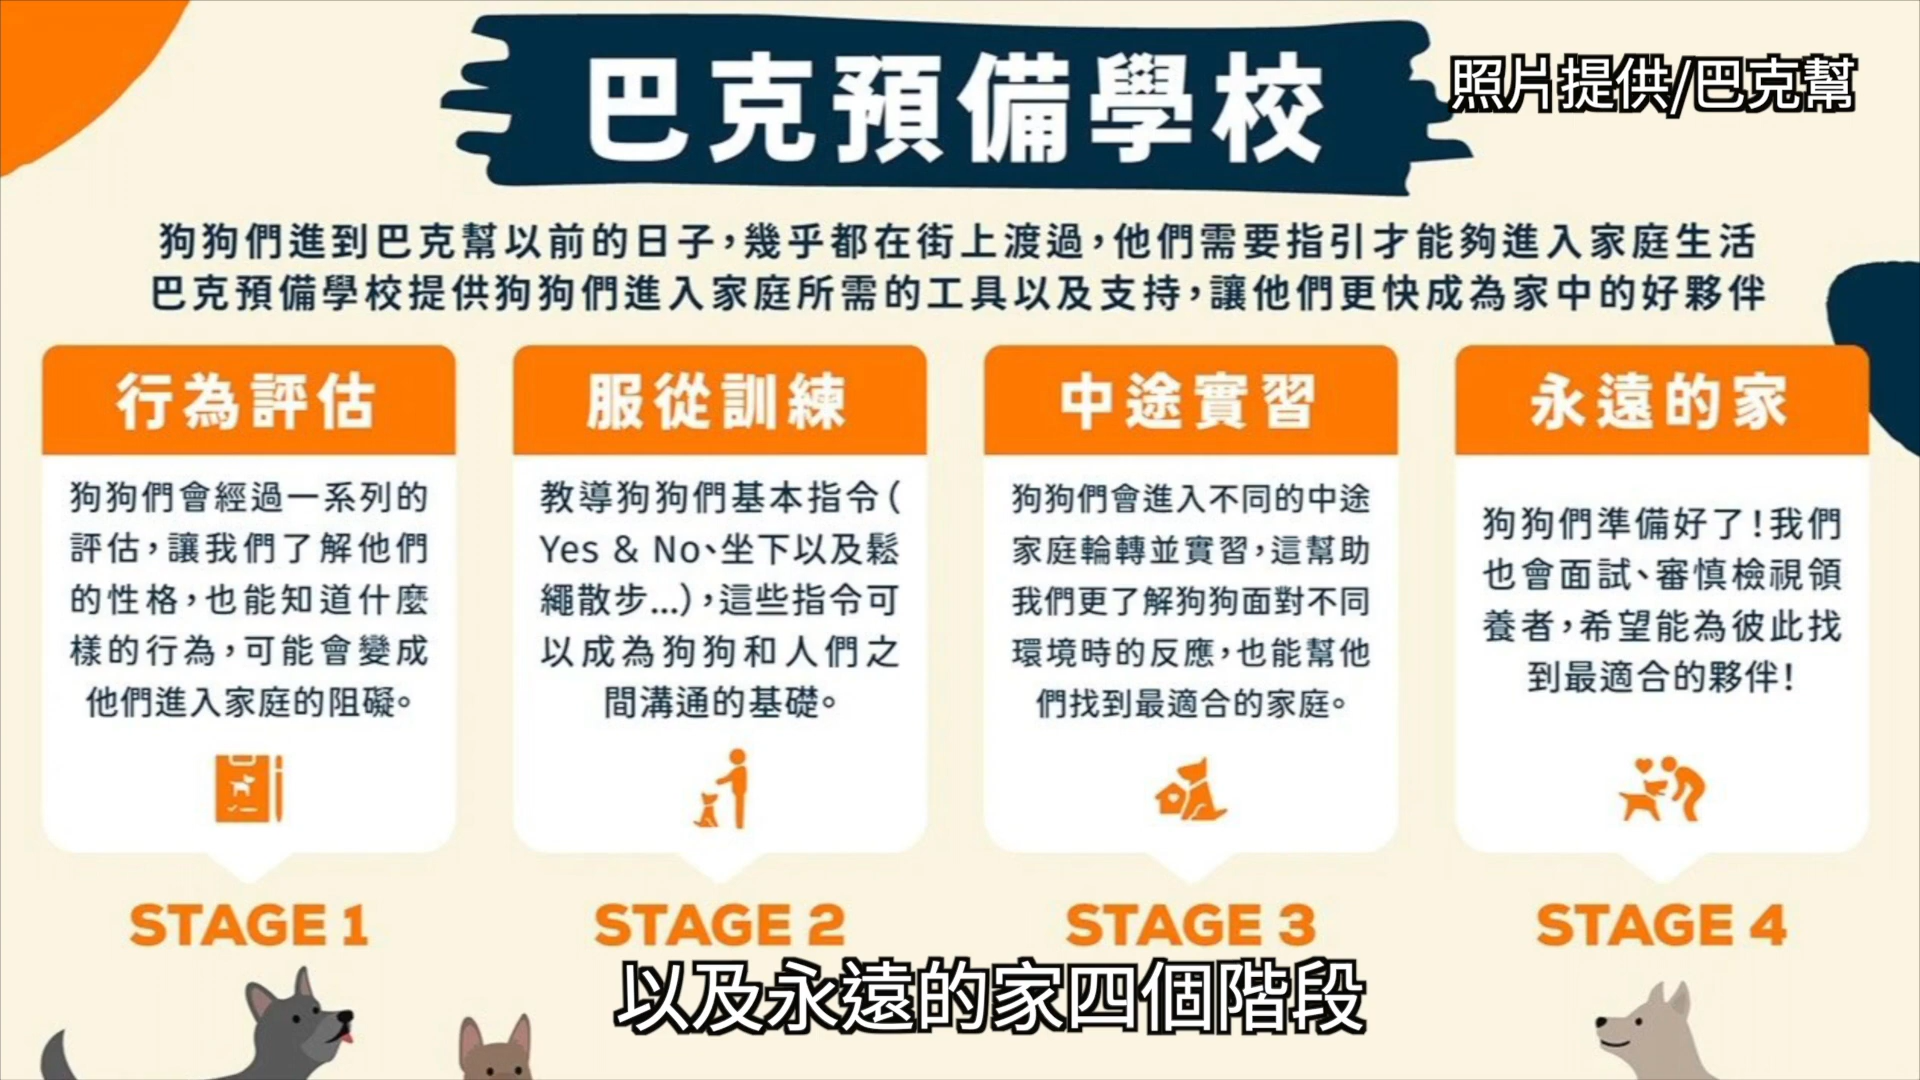 巴克預備學校
照片提供/巴克幫
狗狗們進到巴克幫以前的日子,幾乎都在街上渡過,他們需要指引才能夠進入家庭生活
巴克預備學校提供狗狗們進入家庭所需的工具以及支持,讓他們更快成為家中的好夥伴
行為評估
狗狗們會經過一系列的
評估,讓我們了解他們
的性格,也能知道什麼
樣的行為,可能會變成
他們進入家庭的阻礙。
STAGE 1
服從訓練
教導狗狗們基本指令(
Yes & No、坐下以及鬆
繩散步...),這些指令可
以成為狗狗和人們之
間溝通的基礎。
STAGE 2
中途實習
狗狗們會進入不同的中途
家庭輪轉並實習,這幫助
我們更了解狗狗面對不同
環境時的反應,也能幫他
們找到最適合的家庭。
STAGE 3
永遠的家
狗狗們準備好了!我們
也會面試、審慎檢視領
養者,希望能為彼此找
到最適合的夥伴!
STAGE 4
以及永遠的家四個階段